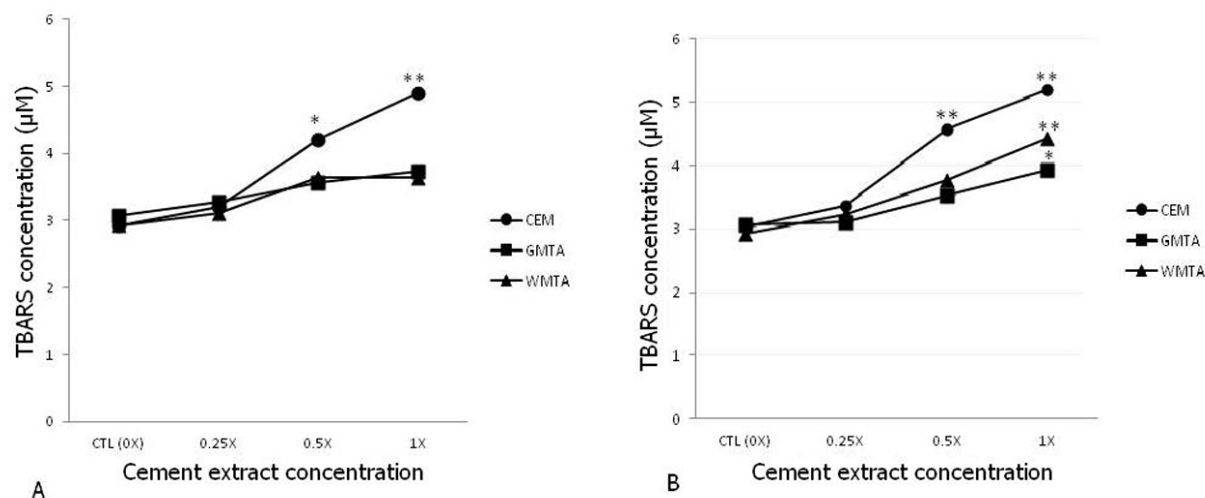 6
5
4
3
2
1
0
TBARS concentration (µM)
*
**
CTL (0X) 0.25X 0.5X 1X
Cement extract concentration
CEM
GMTA
WMTA
A
6
5
4
3
2
1
0
TBARS concentration (µM)
**
**
**
*
CTL (0X) 0.25X 0.5X 1X
Cement extract concentration
CEM
GMTA
WMTA
B